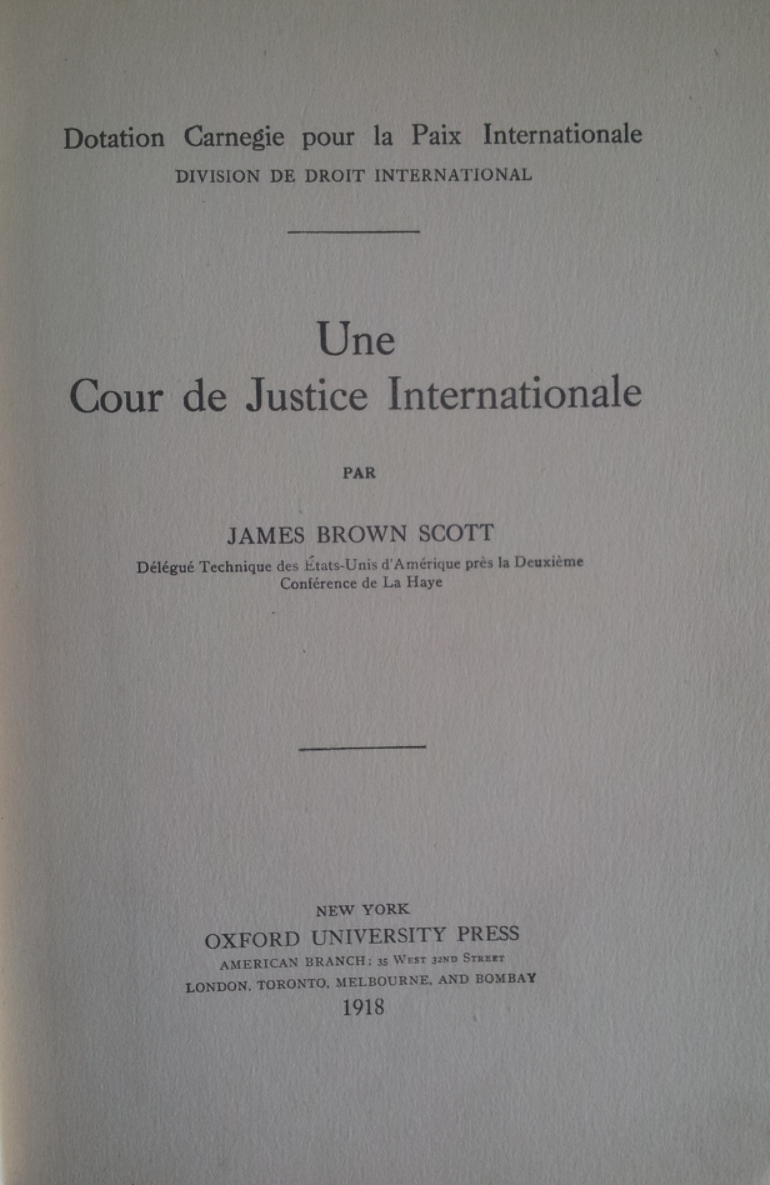 Dotation Carnegie pour la Paix Internationale
DIVISION DE DROIT INTERNATIONAL
Une
Cour de Justice Internationale
PAR
JAMES BROWN SCOTT
Délégué Technique des États-Unis d'Amérique près la Deuxième
Conférence de La Haye
NEW YORK
OXFORD UNIVERSITY PRESS
AMERICAN BRANCH: 35 West 32nd Street
LONDON, TORONTO, MELBOURNE, AND BOMBAY
1918